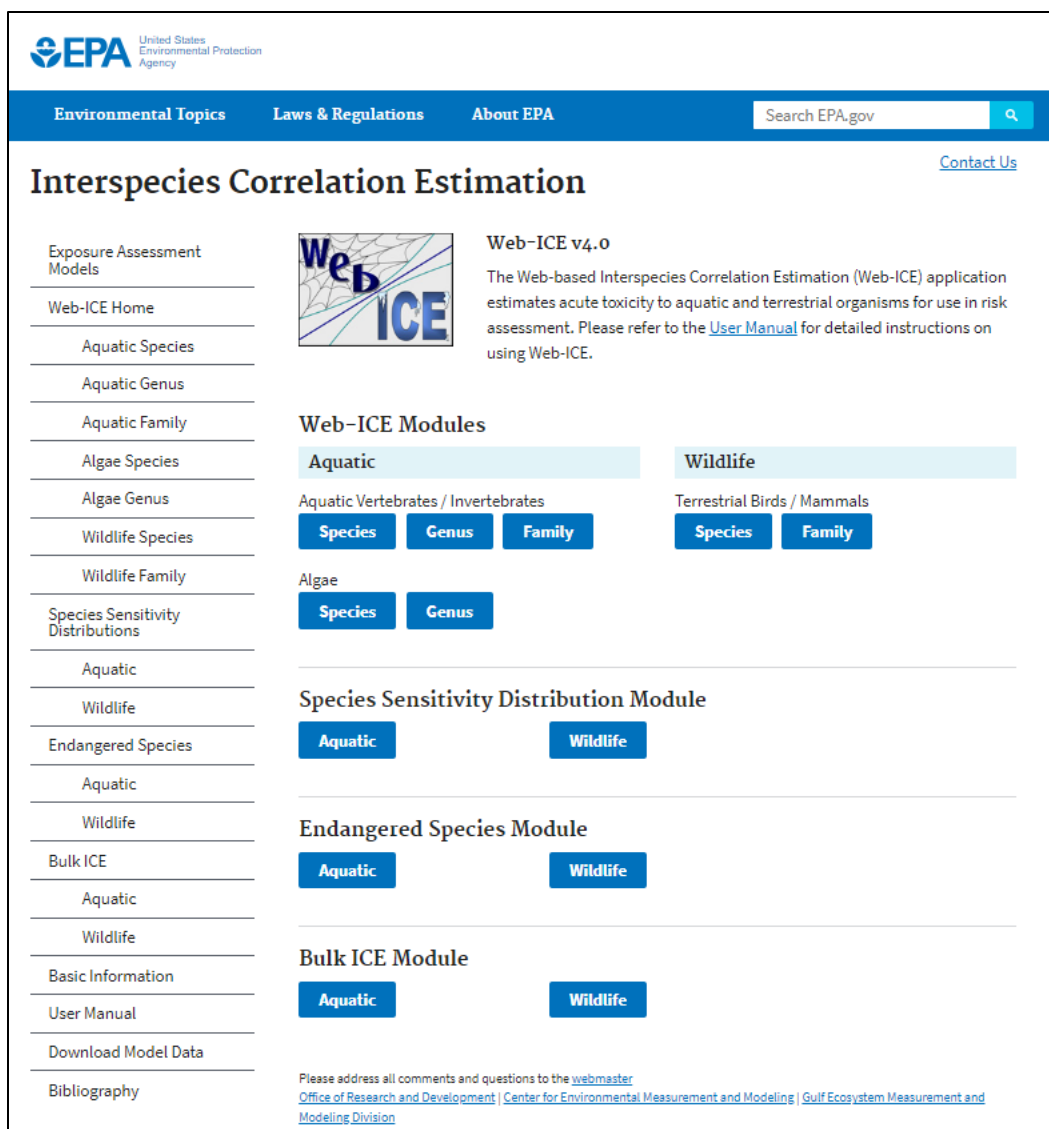 EPA
United States
Environmental Protection
Agency
Environmental Topics
Laws & Regulations
About EPA
Search EPA.gov
Contact Us
Interspecies Correlation Estimation
Exposure Assessment
Models
Web-ICE Home
Aquatic Species
Aquatic Genus
Aquatic Family
Algae Species
Algae Genus
Wildlife Species
Wildlife Family
Species Sensitivity
Distributions
Aquatic
Wildlife
Endangered Species
Aquatic
Wildlife
Bulk ICE
Aquatic
Wildlife
Basic Information
User Manual
Download Model Data
Bibliography
Web
ICE
Web-ICE v4.0
The Web-based Interspecies Correlation Estimation (Web-ICE) application
estimates acute toxicity to aquatic and terrestrial organisms for use in risk
assessment. Please refer to the User Manual for detailed instructions on
using Web-ICE.
Web-ICE Modules
Aquatic
Aquatic Vertebrates / Invertebrates
Species Genus Family
Algae
Species Genus
Wildlife
Terrestrial Birds / Mammals
Species Family
Species Sensitivity Distribution Module
Aquatic Wildlife
Endangered Species Module
Aquatic Wildlife
Bulk ICE Module
Aquatic Wildlife
Please address all comments and questions to the webmaster
Office of Research and Development | Center for Environmental Measurement and Modeling | Gulf Ecosystem Measurement and
Modeling Division